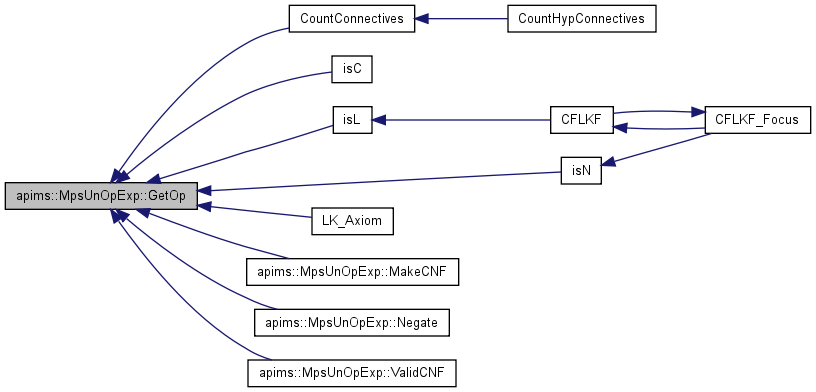 CountConnectives
CountHypConnectives
isC
isL
CFLKF
CFLKF_Focus
isN
apims::MpsUnOpExp::GetOp
LK_Axiom
apims::MpsUnOpExp::MakeCNF
apims::MpsUnOpExp::Negate
apims::MpsUnOpExp::ValidCNF